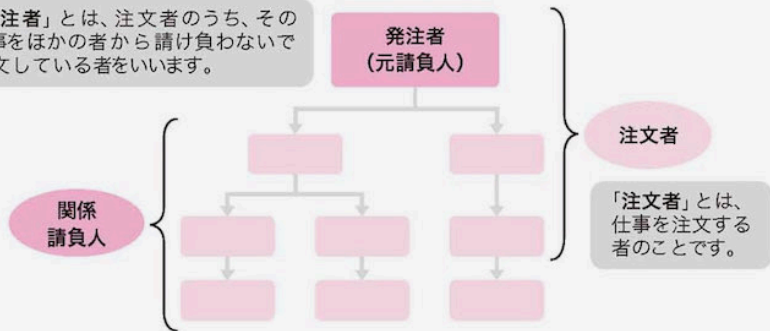 注者」とは、注文者のうち、その
事をほかの者から請け負わないで
文している者をいいます。
発注者
（元請負人）
注文者
「注文者」とは、
仕事を注文する
者のことです。
関係
請負人